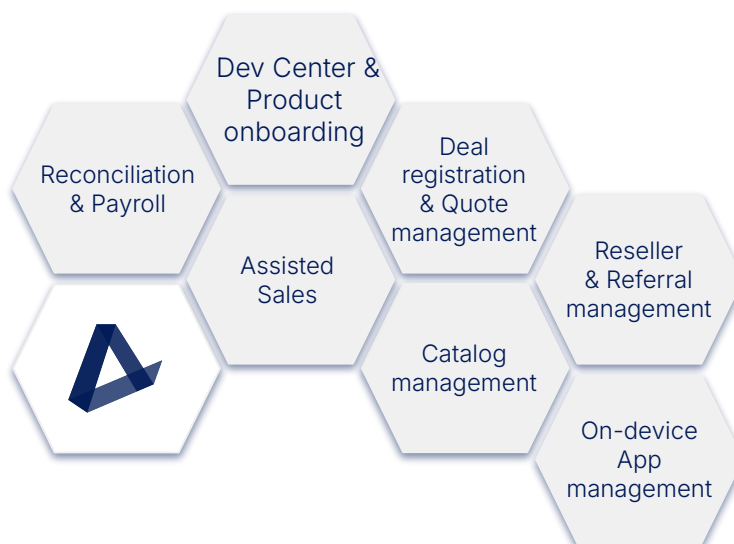 Dev Center &
Product
onboarding
Reconciliation
& Payroll
Deal
registration
& Quote
management
Assisted
Sales
Reseller
& Referral
management
Catalog
management
On-device
App
management